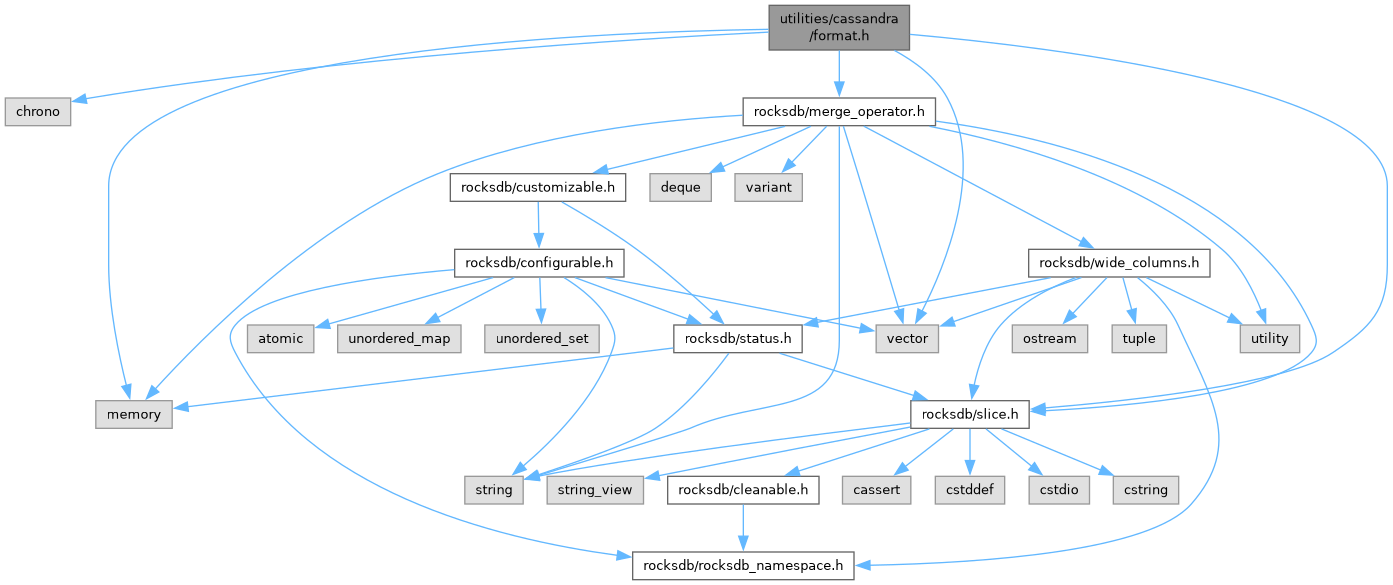 utilities/cassandra
/format.h
chrono
rocksdb/merge_operator.h
rocksdb/customizable.h
deque
variant
rocksdb/configurable.h
rocksdb/wide_columns.h
atomic
unordered_map
unordered_set
rocksdb/status.h
vector
ostream
tuple
utility
memory
rocksdb/slice.h
string
string_view
rocksdb/cleanable.h
cassert
cstddef
cstdio
cstring
rocksdb/rocksdb_namespace.h